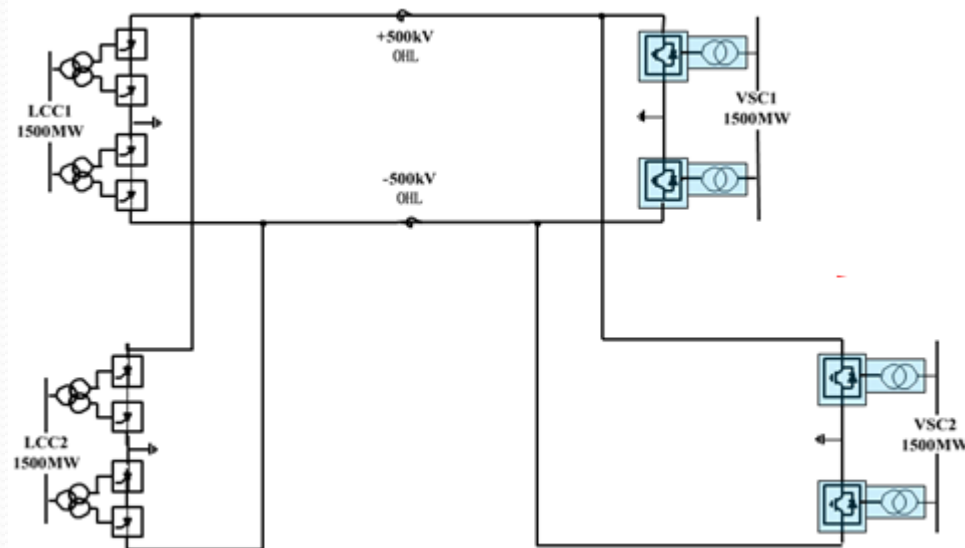 +500kV
OHL
LCC1
1500MW
VSC1
1500MW
-500kV
OHL
LCC2
1500MW
VSC2
1500MW